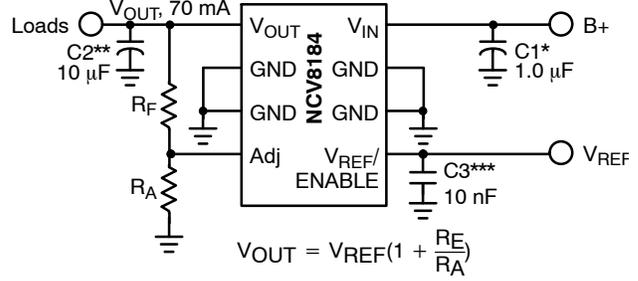 VOUT, 70 mA
Loads
C2**
10 μF
RF
RA
VOUT
GND
GND
Adj
NCV8184
VIN
GND
GND
VREF/
ENABLE
B+
C1*
1.0 μF
VREF
C3***
10 nF
VOUT = VREF(1 + RE/RA)